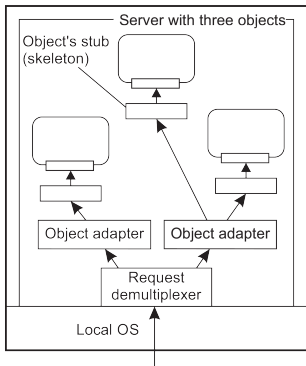 Server with three objects
Object's stub
(skeleton)
Object adapter
Object adapter
Request
demultiplexer
Local OS